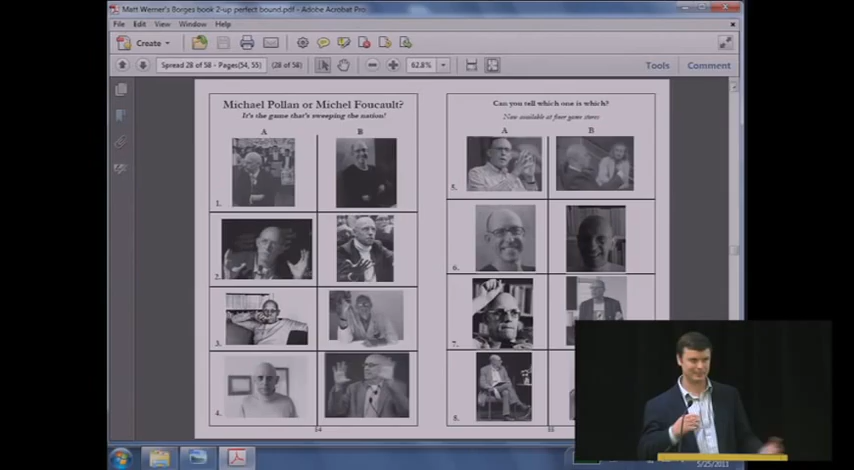 Matt Werner's Borges book 2-up perfect bound.pdf - Adobe Acrobat Pro
File Edit View Window Help
Create
Spread 28 of 58 - Pages(54, 55) (28 of 58) 62.8% Tools Comment
Michael Pollan or Michel Foucault?
It's the game that's sweeping the nation!
A B
1.
2.
3.
4.
54
Can you tell which one is which?
Now available at finer game stores
A B
5.
6.
7.
8.
55
5/25/2011